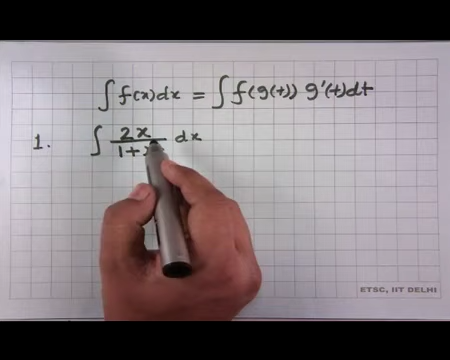 ∫ f(x)dx = ∫ f(g(t)) g'(t)dt
1. ∫ 2x / 1+x dx
ETSC, IIT DELHI